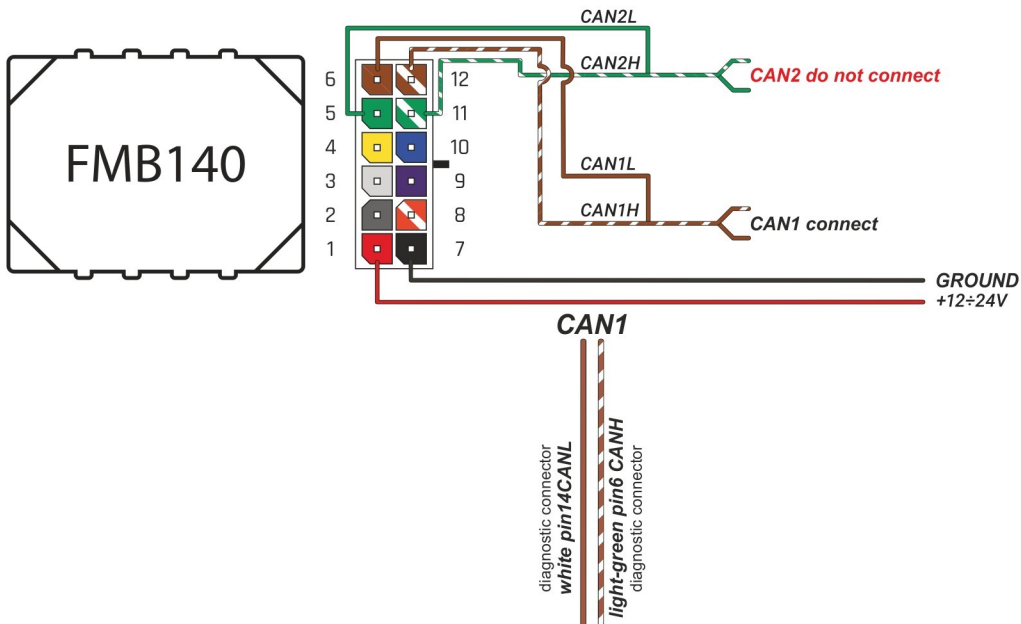 CAN2L
CAN2H
CAN2 do not connect
FMB140
6 12
5 11
4 10
3 9
2 8
1 7
CAN1L
CAN1H
CAN1 connect
GROUND
+12÷24V
CAN1
diagnostic connector
white pin14CANL
light-green pin6 CANH
diagnostic connector